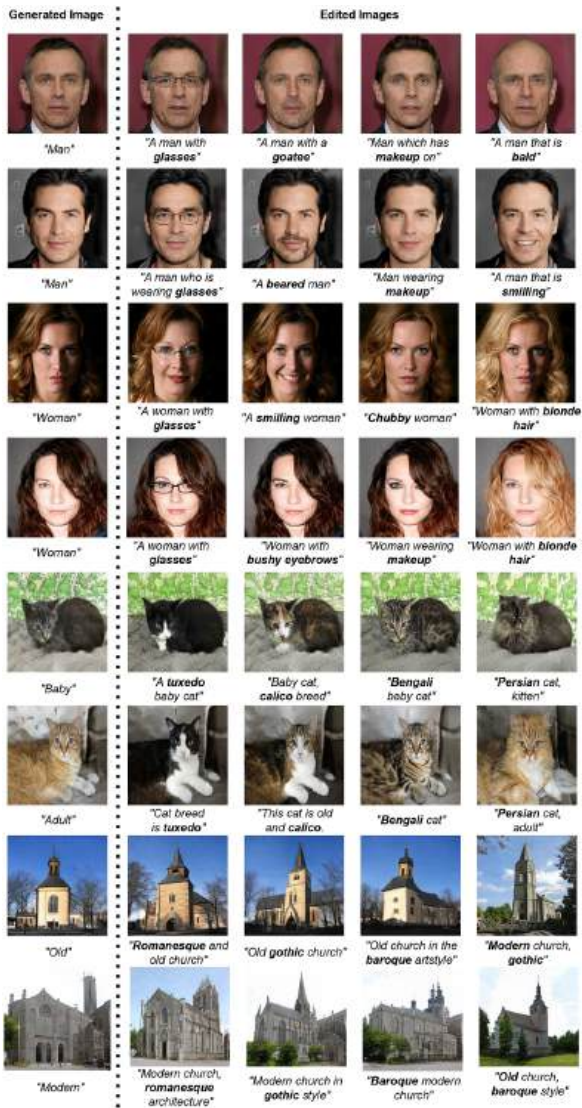 Generated Image
Edited Images
"Man"
"A man with
glasses"
"A man with a
goatee"
"Man which has
makeup on"
"A man that is
bald"
"Man"
"A man who is
wearing glasses"
"A beared man"
"Man wearing
makeup"
"A man that is
smilling"
"Woman"
"A woman with
glasses"
"A smilling woman"
"Chubby woman"
"Woman with blonde
hair"
"Woman"
"A woman with
glasses"
"Woman with
bushy eyebrows"
"Woman wearing
makeup"
"Woman with blonde
hair"
"Baby"
"A tuxedo
baby cat"
"Baby cat,
calico breed"
"Bengali
baby cat"
"Persian cat,
kitten"
"Adult"
"Cat bread
is tuxedo"
"This cat is old
and calico,
"Bengali cat"
"Persian cat,
adult"
"Old"
"Romanesque and
old church"
"Old gothic church"
"Old church in the
baroque artstyle"
"Modern church,
gothic"
"Modern"
"Modern church,
romanesque
architecture"
"Modern church in
gothic style"
"Baroque modern
church"
"Old church,
baroque style"